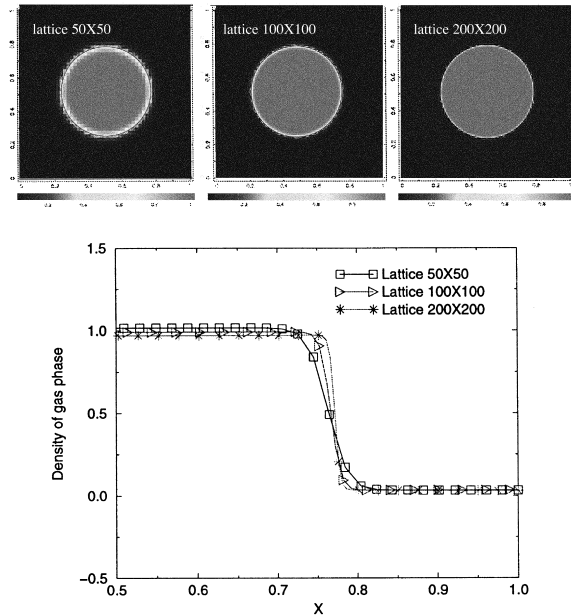 lattice 50X50
lattice 100X100
lattice 200X200
1.5
1.0
0.5
0.0
−0.5
Density of gas phase
Lattice 50X50
Lattice 100X100
Lattice 200X200
0.5 0.6 0.7 0.8 0.9 1.0
X